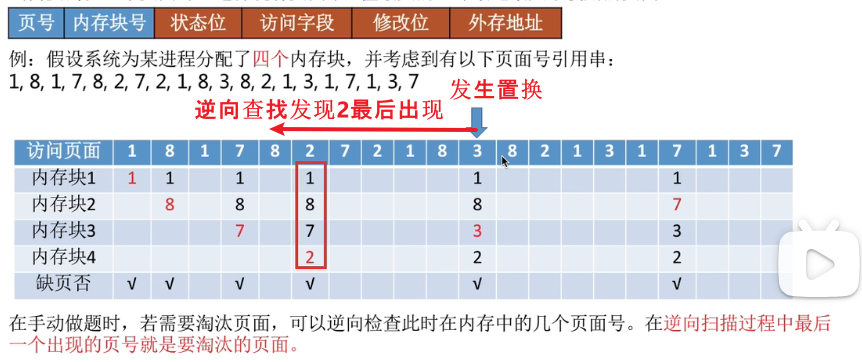 页号 内存块号 状态位 访问字段 修改位 外存地址
例：假设系统为某进程分配了四个内存块，并考虑到有以下页面号引用串：
1, 8, 1, 7, 8, 2, 7, 2, 1, 8, 3, 8, 2, 1, 3, 1, 7, 1, 3, 7
发生置换
逆向查找发现2最后出现
访问页面 1 8 1 7 8 2 7 2 1 8 3 8 2 1 3 1 7 1 3 7
内存块1 1 1 1 1 1 1
内存块2 8 8 8 8 7
内存块3 7 7 3 3
内存块4 2 2 2
缺页否 √ √ √ √ √ √
在手动做题时，若需要淘汰页面，可以逆向检查此时在内存中的几个页面号。在逆向扫描过程中最后
一个出现的页号就是要淘汰的页面。